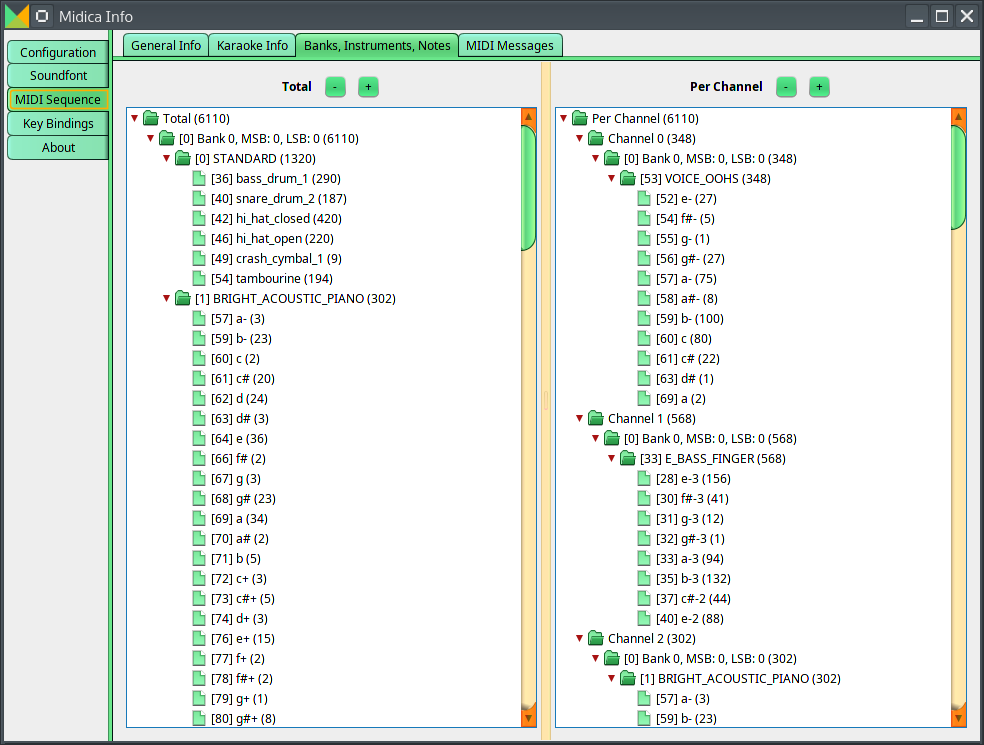 Midica Info
Configuration
Soundfont
MIDI Sequence
Key Bindings
About
General Info
Karaoke Info
Banks, Instruments, Notes
MIDI Messages
Total - +
Total (6110)
[0] Bank 0, MSB: 0, LSB: 0 (6110)
[0] STANDARD (1320)
[36] bass_drum_1 (290)
[40] snare_drum_2 (187)
[42] hi_hat_closed (420)
[46] hi_hat_open (220)
[49] crash_cymbal_1 (9)
[54] tambourine (194)
[1] BRIGHT_ACOUSTIC_PIANO (302)
[57] a- (3)
[59] b- (23)
[60] c (2)
[61] c# (20)
[62] d (24)
[63] d# (3)
[64] e (36)
[66] f# (2)
[67] g (3)
[68] g# (23)
[69] a (34)
[70] a# (2)
[71] b (5)
[72] c+ (3)
[73] c#+ (5)
[74] d+ (3)
[76] e+ (15)
[77] f+ (2)
[78] f#+ (2)
[79] g+ (1)
[80] g#+ (8)
Per Channel - +
Per Channel (6110)
Channel 0 (348)
[0] Bank 0, MSB: 0, LSB: 0 (348)
[53] VOICE_OOHS (348)
[52] e- (27)
[54] f#- (5)
[55] g- (1)
[56] g#- (27)
[57] a- (75)
[58] a#- (8)
[59] b- (100)
[60] c (80)
[61] c# (22)
[63] d# (1)
[69] a (2)
Channel 1 (568)
[0] Bank 0, MSB: 0, LSB: 0 (568)
[33] E_BASS_FINGER (568)
[28] e-3 (156)
[30] f#-3 (41)
[31] g-3 (12)
[32] g#-3 (1)
[33] a-3 (94)
[35] b-3 (132)
[37] c#-2 (44)
[40] e-2 (88)
Channel 2 (302)
[0] Bank 0, MSB: 0, LSB: 0 (302)
[1] BRIGHT_ACOUSTIC_PIANO (302)
[57] a- (3)
[59] b- (23)